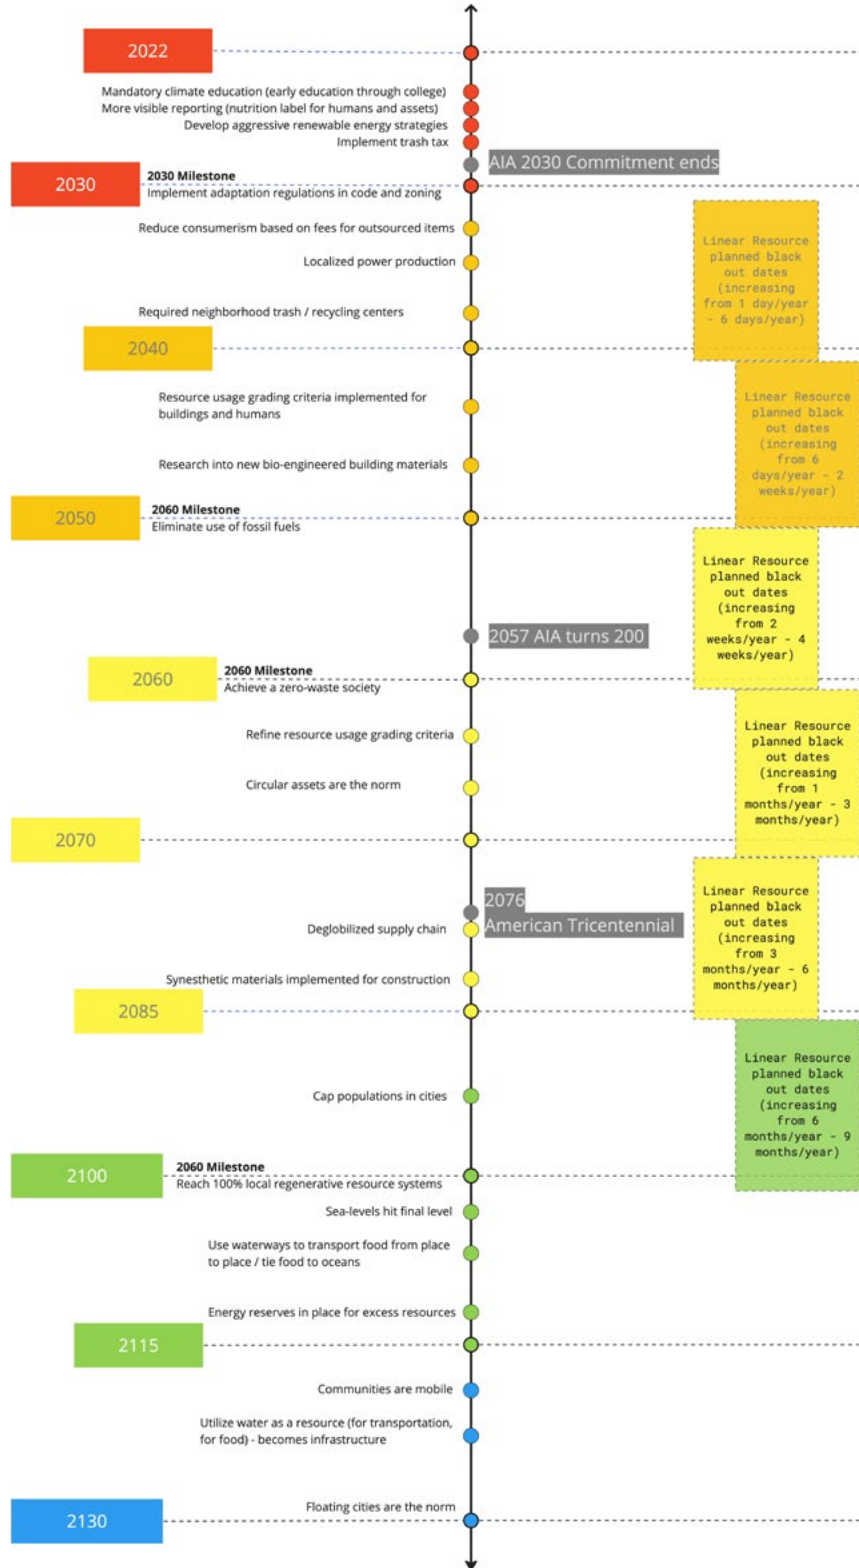 2022
Mandatory climate education (early education through college)
More visible reporting (nutrition label for humans and assets)
Develop aggressive renewable energy strategies
Implement trash tax
AIA 2030 Commitment ends
2030
2030 Milestone
Implement adaptation regulations in code and zoning
Reduce consumerism based on fees for outsourced items
Linear Resource
planned black
out dates
(increasing
from 1 day/year
- 6 days/year)
Localized power production
Required neighborhood trash / recycling centers
2040
Resource usage grading criteria implemented for
buildings and humans
Linear Resource
planned black
out dates
(increasing
from 6
days/year - 2
weeks/year)
Research into new bio-engineered building materials
2050
2060 Milestone
Eliminate use of fossil fuels
Linear Resource
planned black
out dates
(increasing
from 2
weeks/year - 4
weeks/year)
2057 AIA turns 200
2060
2060 Milestone
Achieve a zero-waste society
Refine resource usage grading criteria
Linear Resource
planned black
out dates
(increasing
from 1
months/year - 3
months/year)
Circular assets are the norm
2070
2076
American Tricentennial
Linear Resource
planned black
out dates
(increasing
from 3
months/year - 6
months/year)
Deglobilized supply chain
Synesthetic materials implemented for construction
2085
Linear Resource
planned black
out dates
(increasing
from 6
months/year - 9
months/year)
Cap populations in cities
2100
2060 Milestone
Reach 100% local regenerative resource systems
Sea-levels hit final level
Use waterways to transport food from place
to place / tie food to oceans
Energy reserves in place for excess resources
2115
Communities are mobile
Utilize water as a resource (for transportation,
for food) - becomes infrastructure
Floating cities are the norm
2130